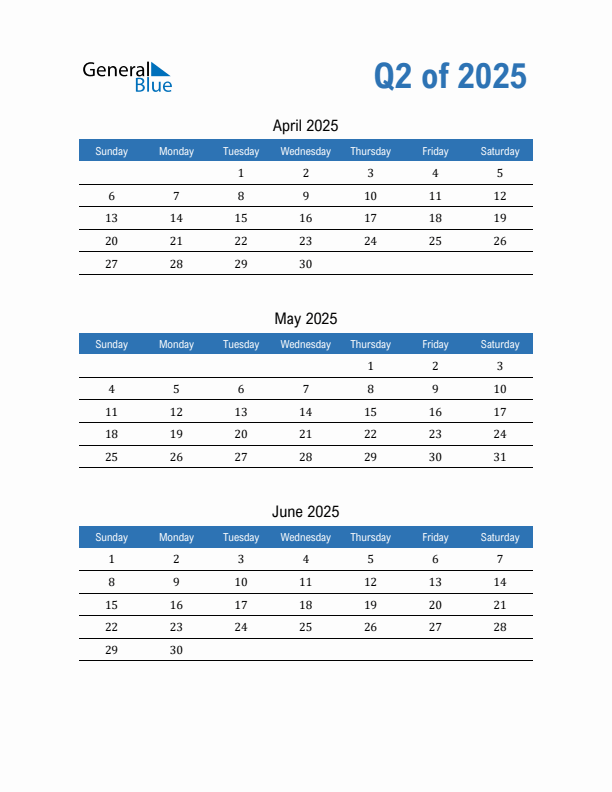 General
Blue
Q2 of 2025
April 2025
Sunday Monday Tuesday Wednesday Thursday Friday Saturday
1 2 3 4 5
6 7 8 9 10 11 12
13 14 15 16 17 18 19
20 21 22 23 24 25 26
27 28 29 30
May 2025
Sunday Monday Tuesday Wednesday Thursday Friday Saturday
1 2 3
4 5 6 7 8 9 10
11 12 13 14 15 16 17
18 19 20 21 22 23 24
25 26 27 28 29 30 31
June 2025
Sunday Monday Tuesday Wednesday Thursday Friday Saturday
1 2 3 4 5 6 7
8 9 10 11 12 13 14
15 16 17 18 19 20 21
22 23 24 25 26 27 28
29 30